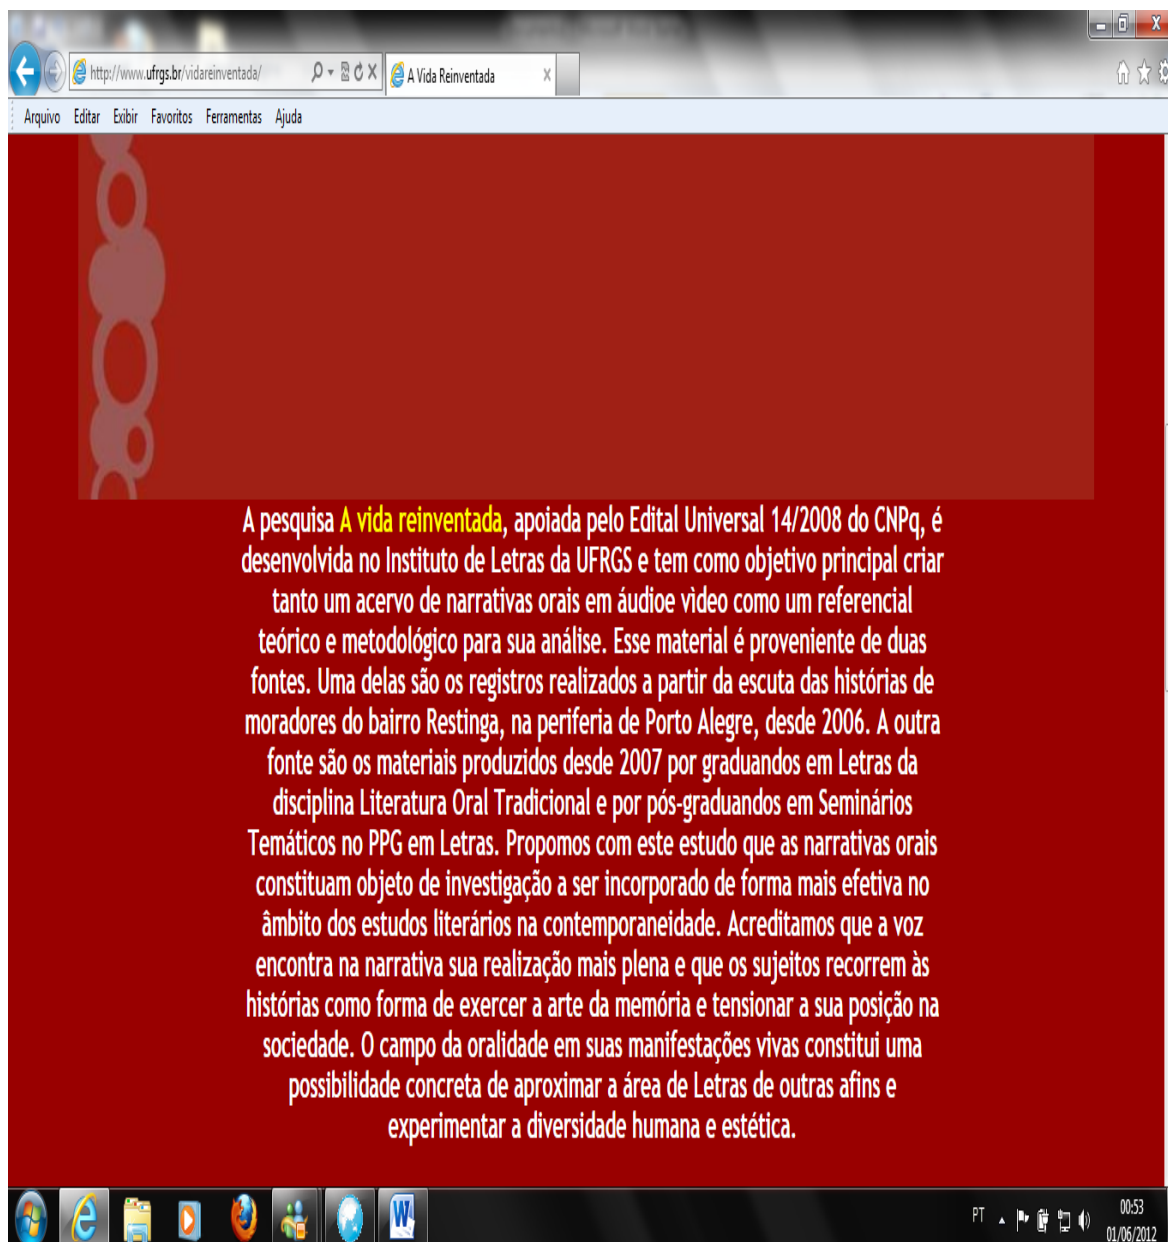 http://www.ufrgs.br/vidareinventada/
A Vida Reinventada
Arquivo Editar Exibir Favoritos Ferramentas Ajuda
A pesquisa A vida reinventada, apoiada pelo Edital Universal 14/2008 do CNPq, é
desenvolvida no Instituto de Letras da UFRGS e tem como objetivo principal criar
tanto um acervo de narrativas orais em áudioe vìdeo como um referencial
teórico e metodológico para sua análise. Esse material é proveniente de duas
fontes. Uma delas são os registros realizados a partir da escuta das histórias de
moradores do bairro Restinga, na periferia de Porto Alegre, desde 2006. A outra
fonte são os materiais produzidos desde 2007 por graduandos em Letras da
disciplina Literatura Oral Tradicional e por pós-graduandos em Seminários
Temáticos no PPG em Letras. Propomos com este estudo que as narrativas orais
constituam objeto de investigação a ser incorporado de forma mais efetiva no
âmbito dos estudos literários na contemporaneidade. Acreditamos que a voz
encontra na narrativa sua realização mais plena e que os sujeitos recorrem às
histórias como forma de exercer a arte da memória e tensionar a sua posição na
sociedade. O campo da oralidade em suas manifestações vivas constitui uma
possibilidade concreta de aproximar a área de Letras de outras afins e
experimentar a diversidade humana e estética.
PT
00:53
01/06/2012